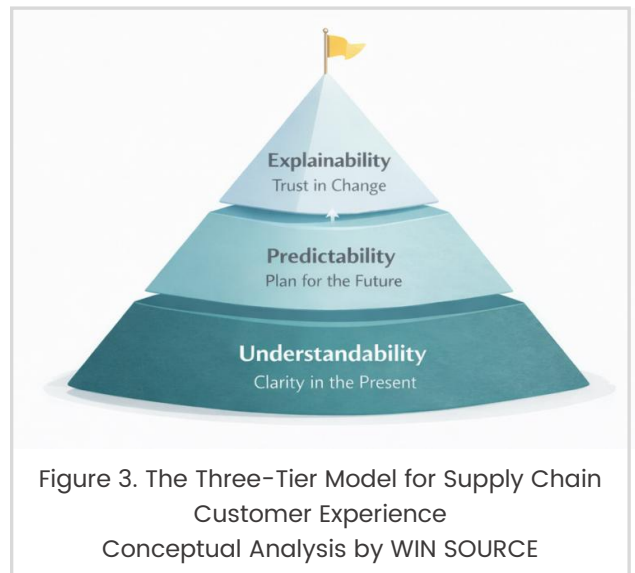 Explainability
Trust in Change
Predictability
Plan for the Future
Understandability
Clarity in the Present
Figure 3. The Three-Tier Model for Supply Chain
Customer Experience
Conceptual Analysis by WIN SOURCE